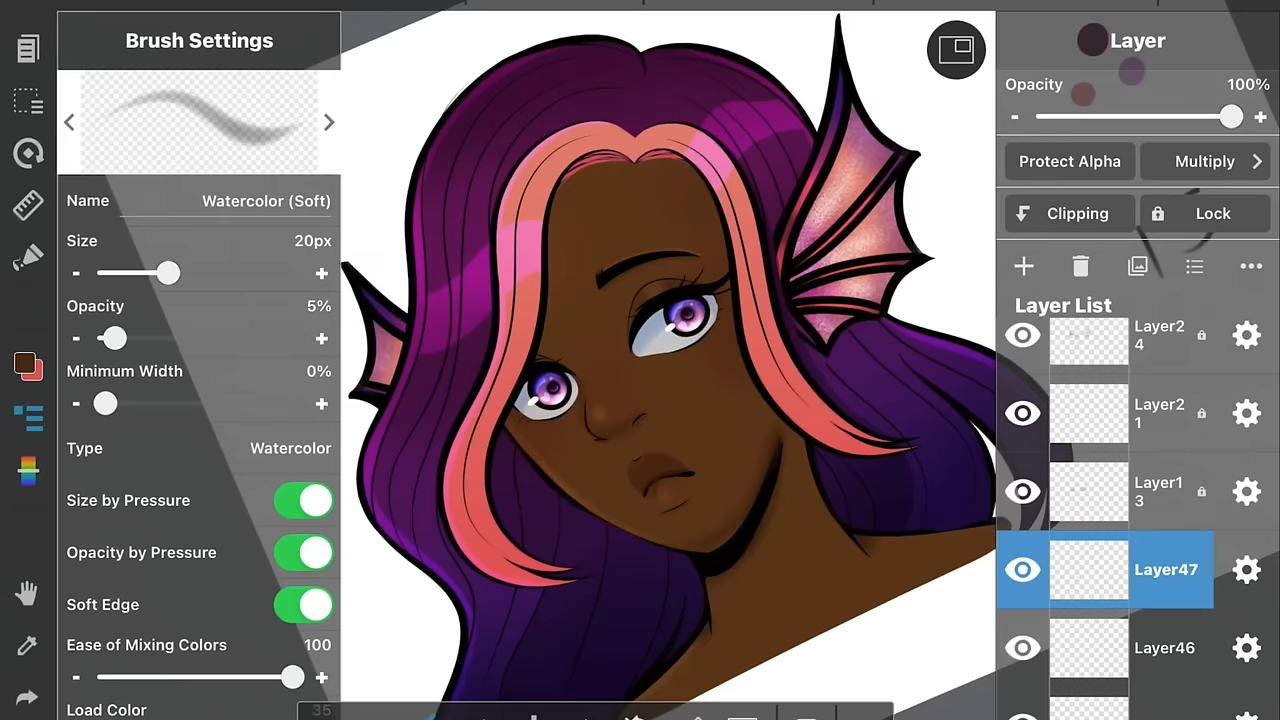 Brush Settings
Name Watercolor (Soft)
Size 20px
- +
Opacity 5%
- +
Minimum Width 0%
- +
Type Watercolor
Size by Pressure
Opacity by Pressure
Soft Edge
Ease of Mixing Colors 100
- +
Load Color 35
Layer
Opacity 100%
- +
Protect Alpha
Multiply
Clipping
Lock
Layer List
Layer2
4
Layer2
1
Layer1
3
Layer47
Layer46